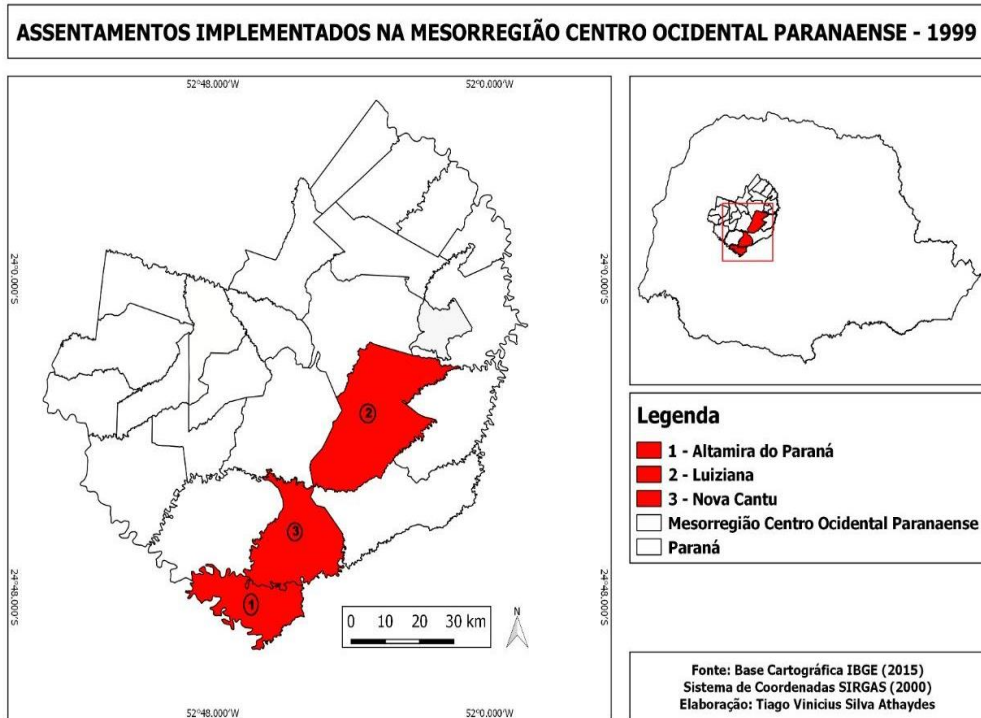 ASSENTAMENTOS IMPLEMENTADOS NA MESORREGIÃO CENTRO OCIDENTAL PARANAENSE - 1999
52°48.000'W
52°0.000'W
24°0.000'S
24°0.000'S
2
3
1
24°48.000'S
24°48.000'S
0 10 20 30 km
N
52°48.000'W
52°0.000'W
Legenda
1 - Altamira do Paraná
2 - Luiziana
3 - Nova Cantu
Mesorregião Centro Ocidental Paranaense
Paraná
Fonte: Base Cartográfica IBGE (2015)
Sistema de Coordenadas SIRGAS (2000)
Elaboração: Tiago Vinicius Silva Athaydes